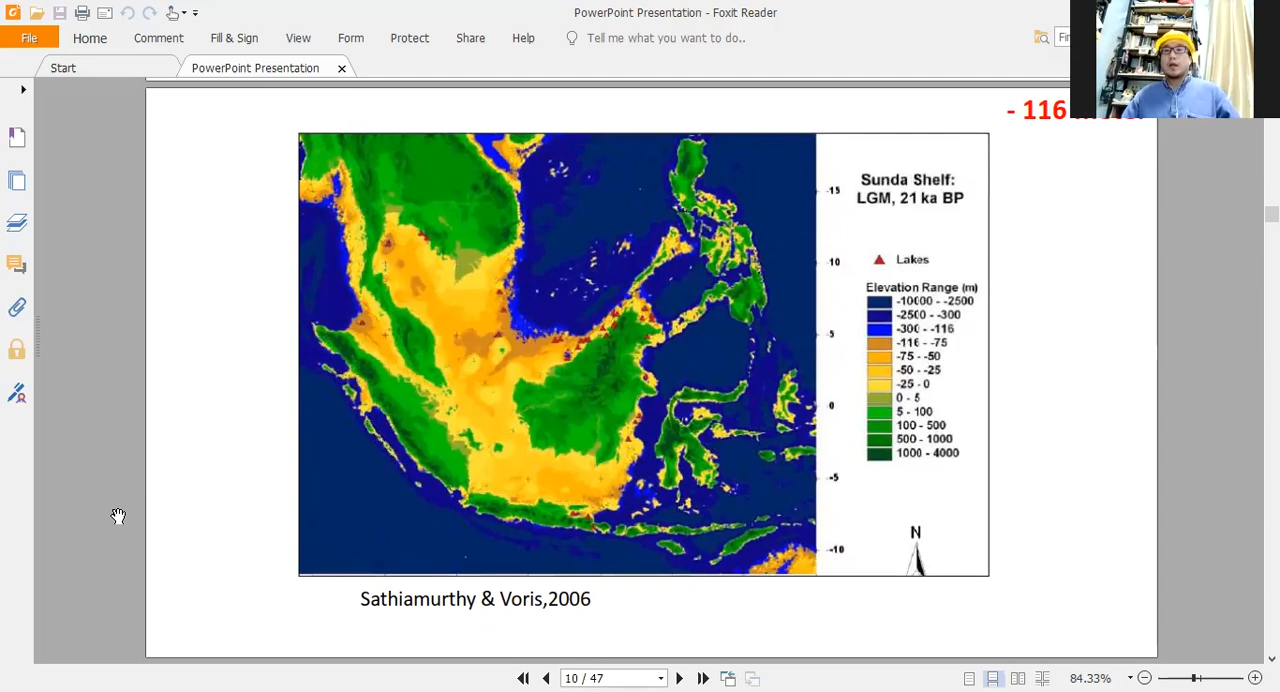 PowerPoint Presentation - Foxit Reader
File Home Comment Fill & Sign View Form Protect Share Help Tell me what you want to do..
Start PowerPoint Presentation
- 116
Sunda Shelf:
LGM, 21 ka BP
Lakes
Elevation Range (m)
-10000 - -2500
-2500 - -300
-300 - -116
-116 - -75
-75 - -50
-50 - -25
-25 - 0
0 - 5
5 - 100
100 - 500
500 - 1000
1000 - 4000
-15
-10
-5
0
-5
-10
N
Sathiamurthy & Voris,2006
10 / 47
84.33%